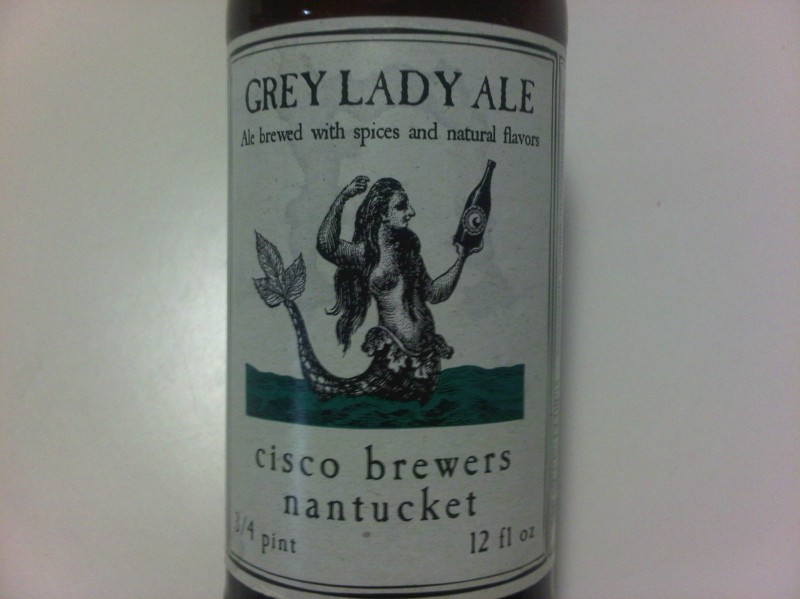 GREY LADY ALE
Ale brewed with spices and natural flavors
cisco brewers
nantucket
3/4 pint
12 fl oz